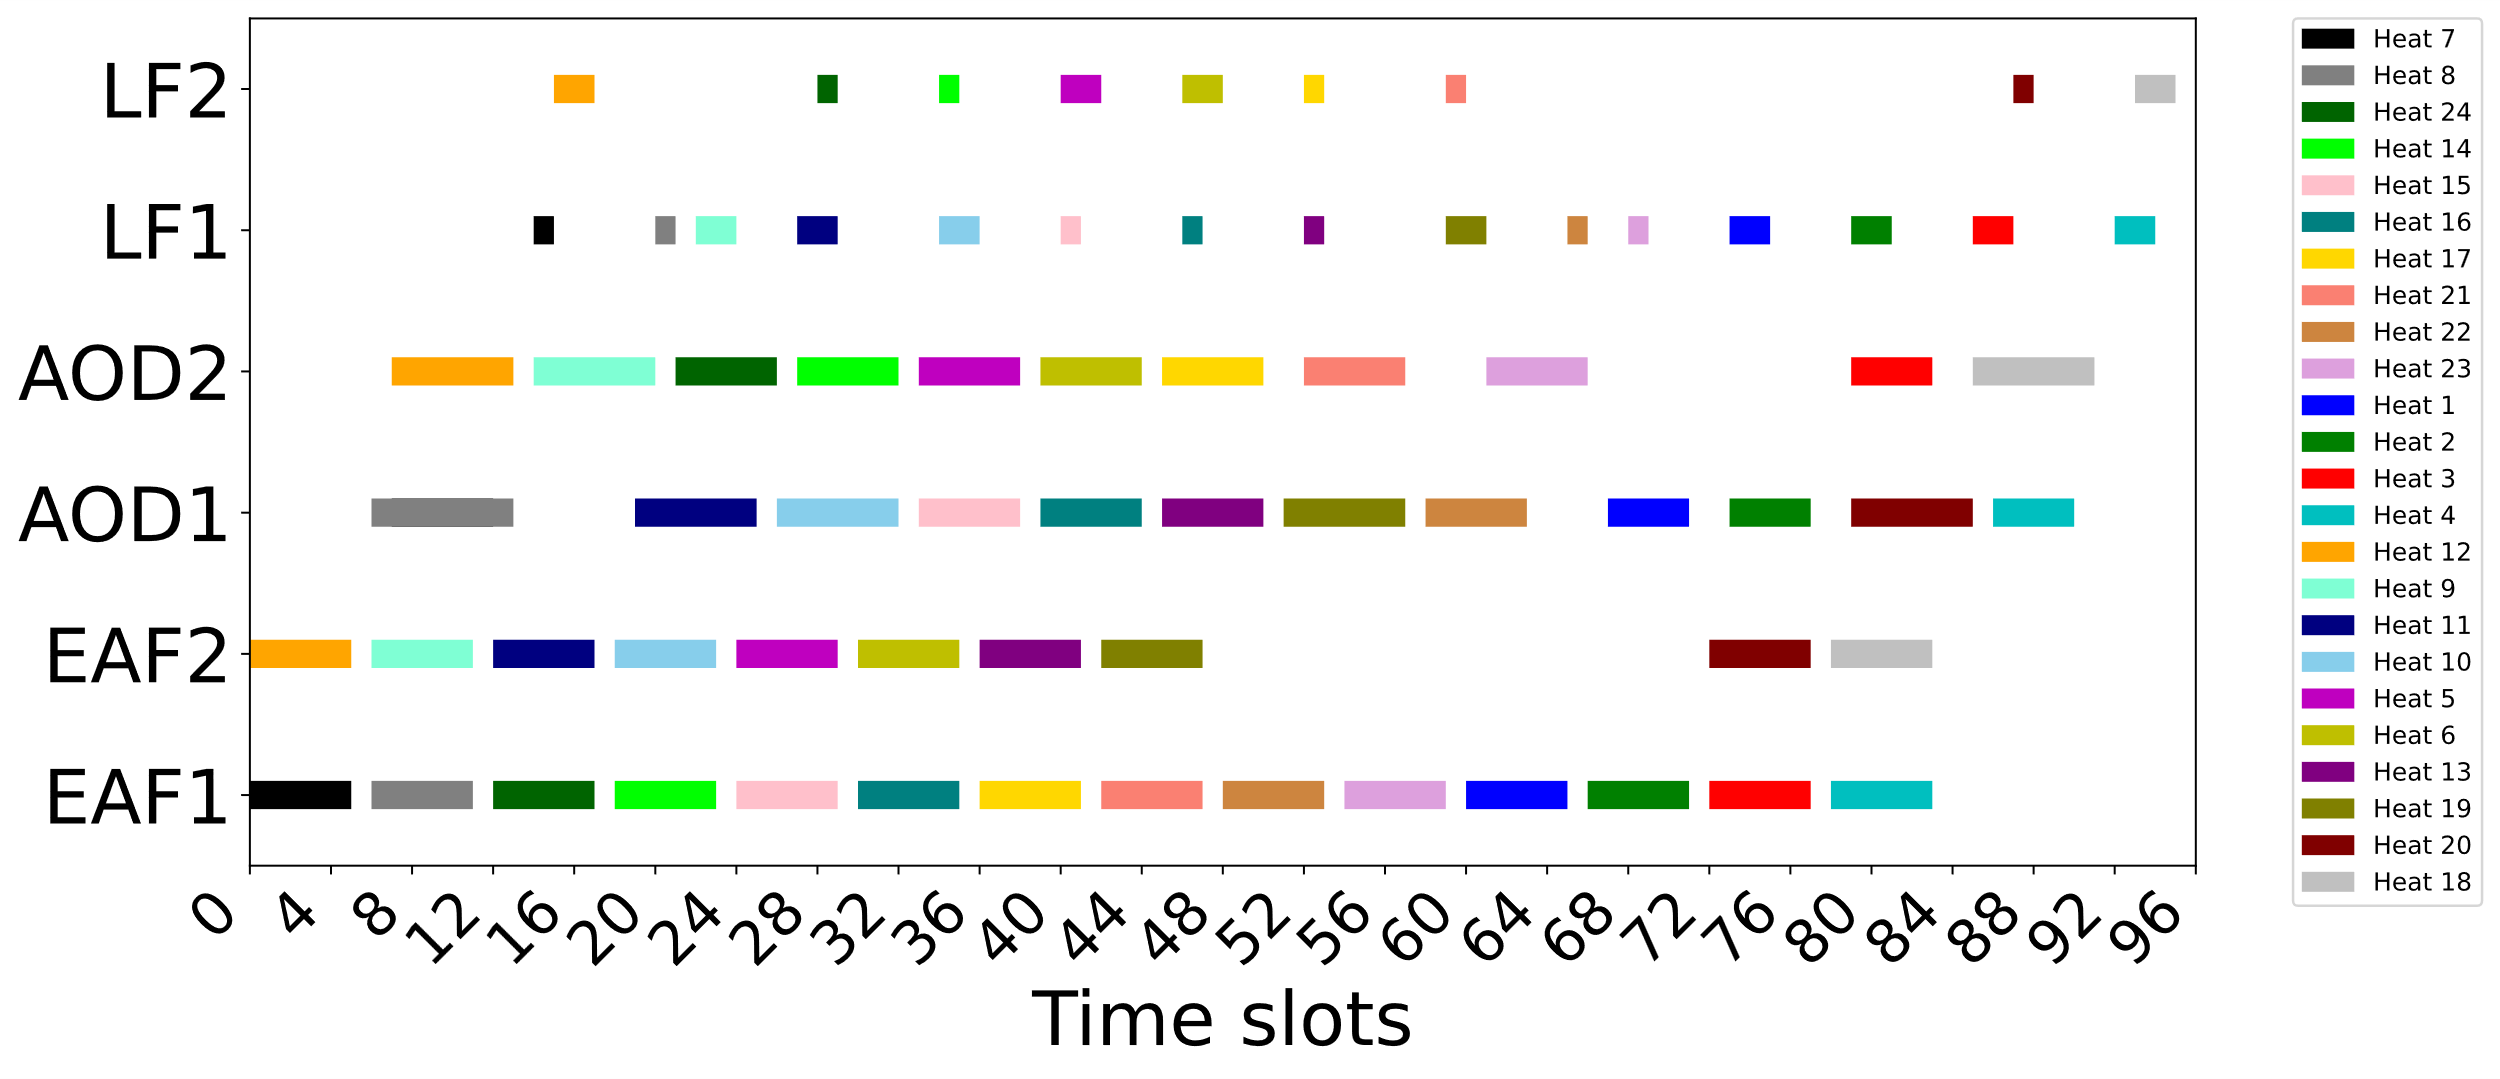 LF2
LF1
AOD2
AOD1
EAF2
EAF1
0 4 8 12 16 20 24 28 32 36 40 44 48 52 56 60 64 68 72 76 80 84 88 92 96
Time slots
Heat 7
Heat 8
Heat 24
Heat 14
Heat 15
Heat 16
Heat 17
Heat 21
Heat 22
Heat 23
Heat 1
Heat 2
Heat 3
Heat 4
Heat 12
Heat 9
Heat 11
Heat 10
Heat 5
Heat 6
Heat 13
Heat 19
Heat 20
Heat 18